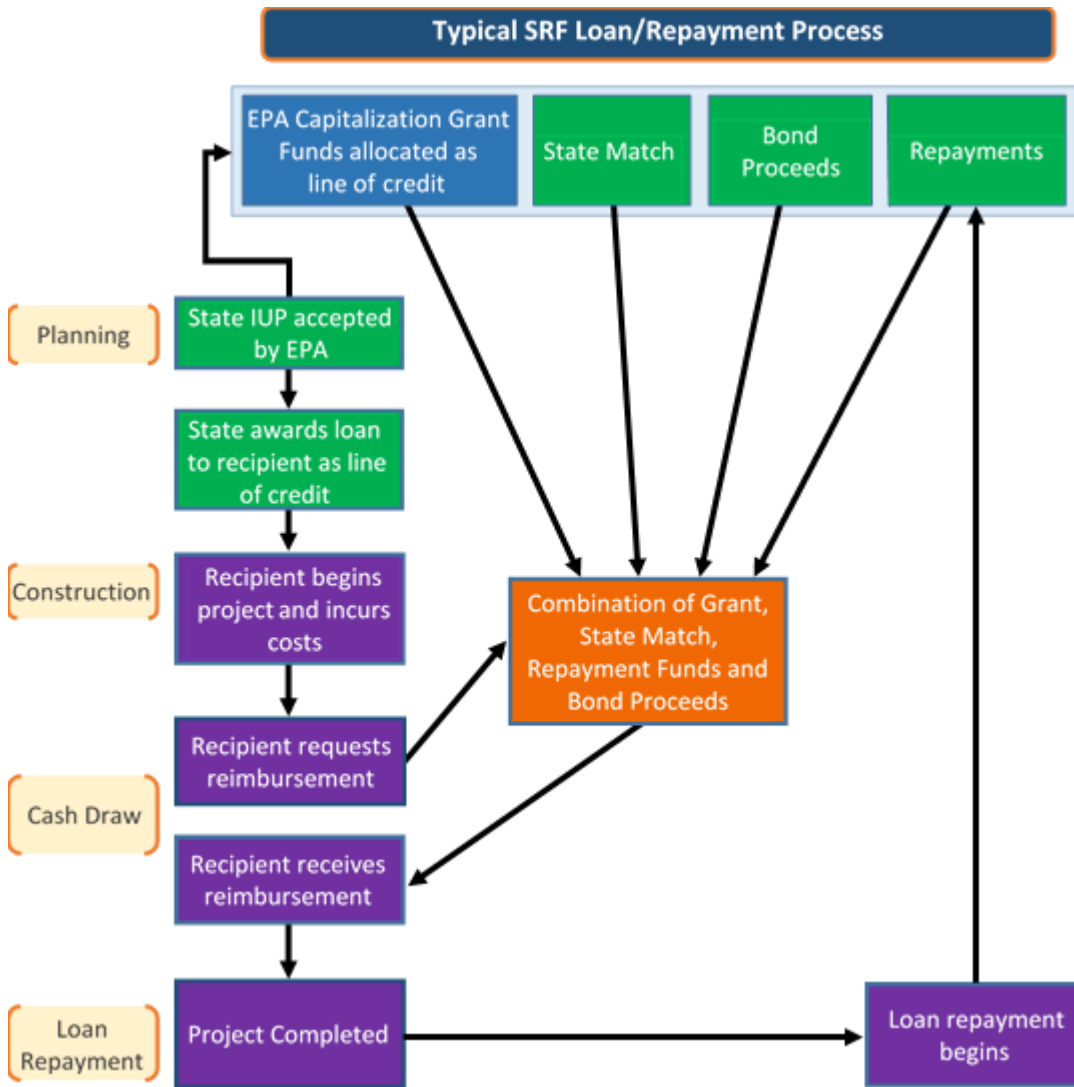 Typical SRF Loan/Repayment Process
EPA Capitalization Grant
Funds allocated as
line of credit
State Match
Bond
Proceeds
Repayments
Planning
State IUP accepted
by EPA
State awards loan
to recipient as line
of credit
Construction
Recipient begins
project and incurs
costs
Combination of Grant,
State Match,
Repayment Funds and
Bond Proceeds
Recipient requests
reimbursement
Cash Draw
Recipient receives
reimbursement
Loan
Repayment
Project Completed
Loan repayment
begins